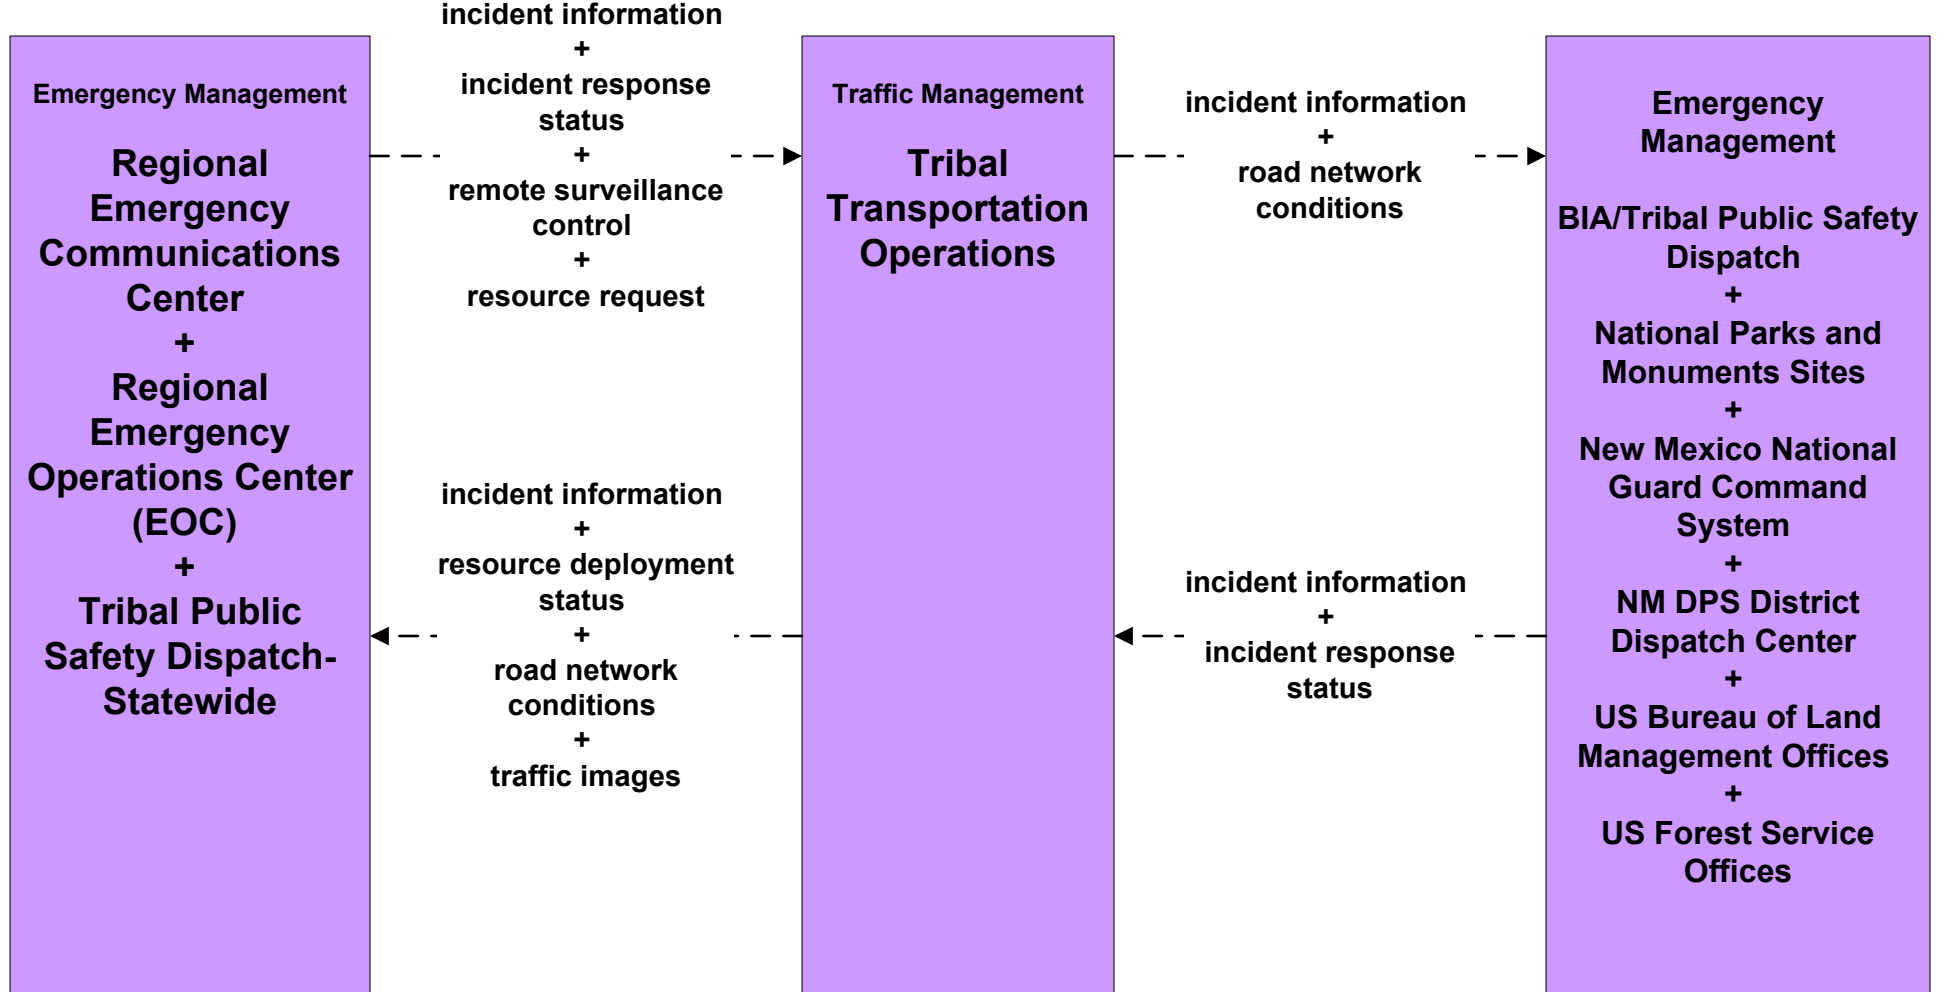 Emergency Management
Regional
Emergency
Communications
Center
+
Regional
Emergency
Operations Center
(EOC)
+
Tribal Public
Safety Dispatch-
Statewide
incident information
+
incident response
status
+
remote surveillance
control
+
resource request
incident information
+
resource deployment
status
+
road network
conditions
+
traffic images
Traffic Management
Tribal
Transportation
Operations
incident information
+
road network
conditions
incident information
+
incident response
status
Emergency
Management
BIA/Tribal Public Safety
Dispatch
+
National Parks and
Monuments Sites
+
New Mexico National
Guard Command
System
+
NM DPS District
Dispatch Center
+
US Bureau of Land
Management Offices
+
US Forest Service
Offices